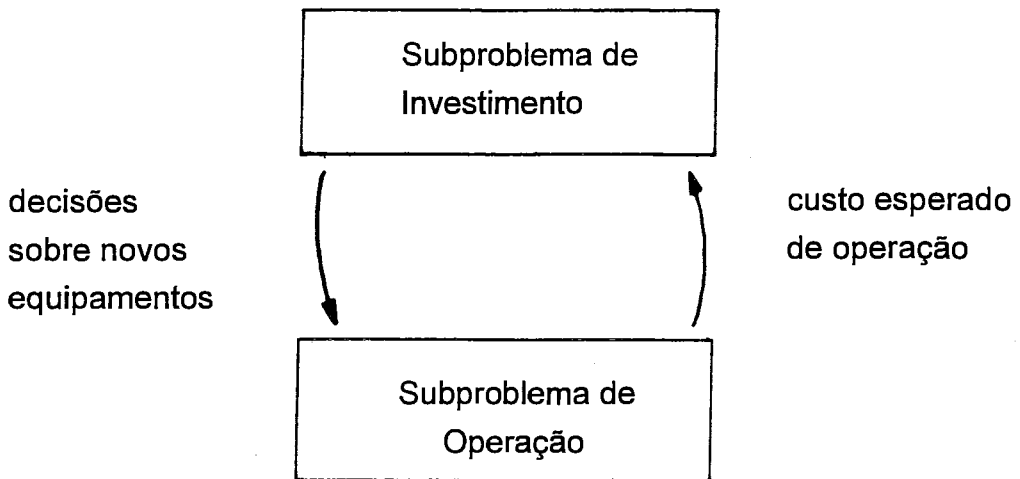 Subproblema de
Investimento
decisões
sobre novos
equipamentos
custo esperado
de operação
Subproblema de
Operação